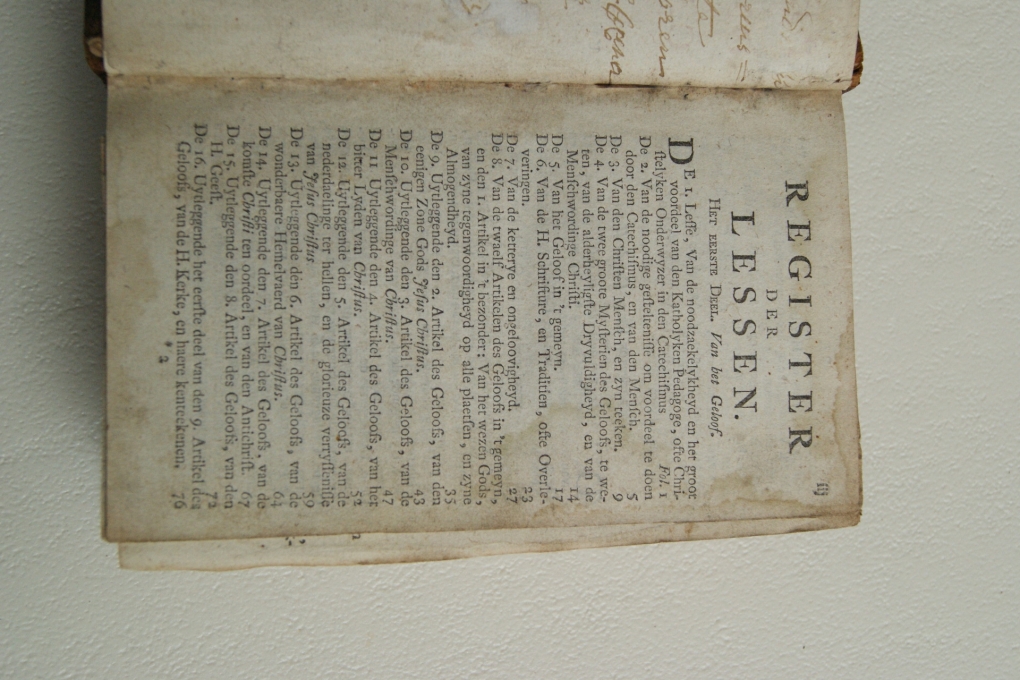 iij
REGISTER
DER
LESSEN.
HET EERSTE DEEL. Van het Geloof.
DE 1. Lesse, Van de noodzaekelykheyd en het groot
voordeel van den Katholyken Pedagoge, ofte Chri-
stelyken Onderwyzer in den Catechismus Fol. 1
De 2. Van de noodige gesteltenisse om voordeel te doen
door den Catechismus, en van den Mensch. 5
De 3. Van den Christen Mensch, en zyn teeken. 9
De 4. Van de twee groote Mysterien des Geloofs, te we-
ten, van de alderheyligste Dryvuldigheyd, en van de
Menschwordinge Christi. 14
De 5. Van het Geloof in 't gemeyn. 17
De 6. Van de H. Schrifture, en Traditien, ofte Overle-
veringen. 23
De 7. Van de ketterye en ongeloovigheyd. 27
De 8. Van de twaelf Artikelen des Geloofs in 't gemeyn,
en den 1. Artikel in 't bezonder: Van het wezen Gods,
van zyne tegenwoordigheyd op alle plaetsen, en zyne
Almogendheyd. 35
De 9. Uytleggende den 2. Artikel des Geloofs, van den
eenigen Zone Gods Jesus Christus. 43
De 10. Uytleggende den 3. Artikel des Geloofs, van de
Menschwordinge van Christus. 47
De 11 Uytleggende den 4. Artikel des Geloofs, van het
bitter Lyden van Christus. 52
De 12. Uytleggende den 5. Artikel des Geloofs, van de
nederdaelinge ter hellen, en de glorieuze verryssenisse
van Jesus Christus 59
De 13. Uytleggende den 6. Artikel des Geloofs, van de
wonderbaere Hemelvaerd van Christus. 64
De 14. Uytleggende den 7. Artikel des Geloofs, van de
komste Christi ten oordeel, en van den Antichrist. 67
De 15. Uytleggende den 8. Artikel des Geloofs, van den
H. Geest. 72
De 16. Uytleggende het eerste deel van den 9. Artikel des
Geloofs, van de H. Kerke, en haere kenteekenen. 76
* 2